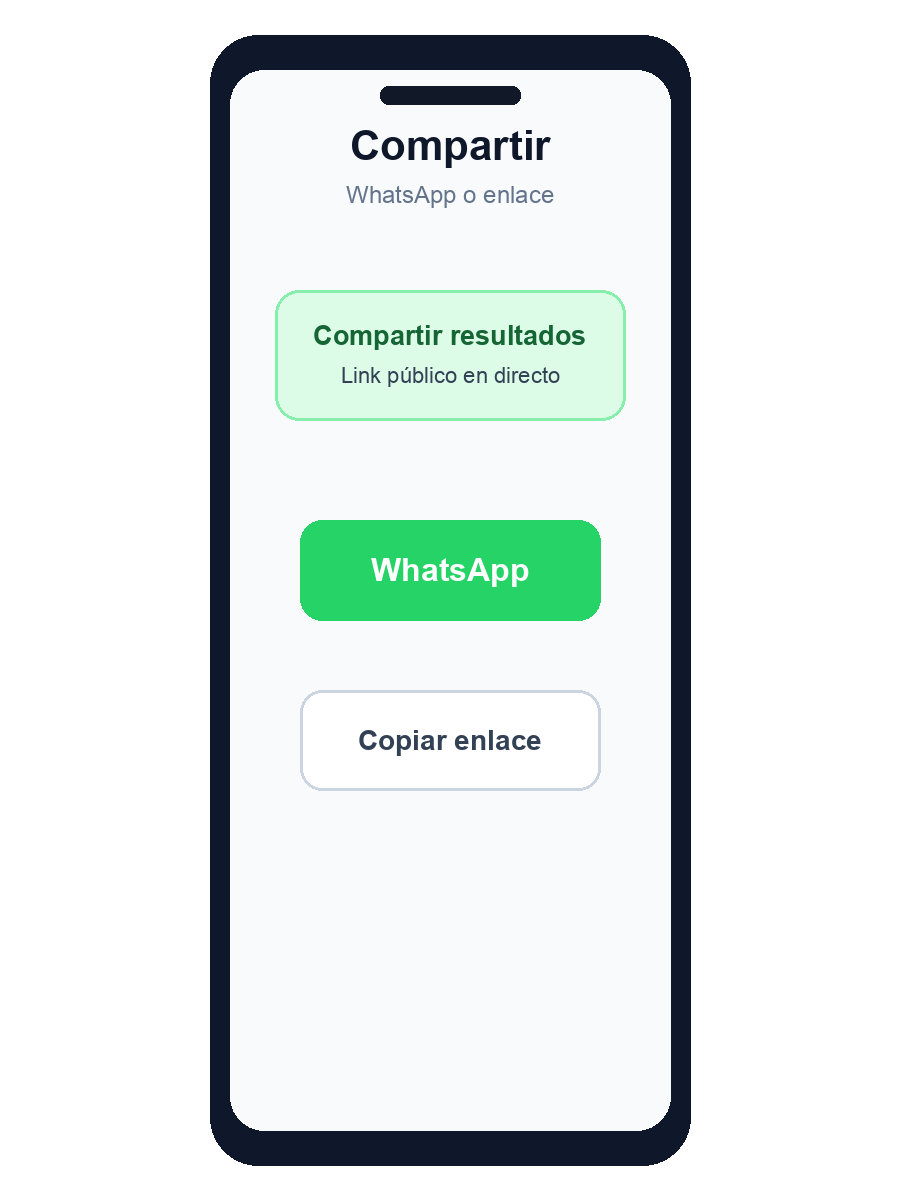 Compartir
WhatsApp o enlace
Compartir resultados
Link público en directo
WhatsApp
Copiar enlace